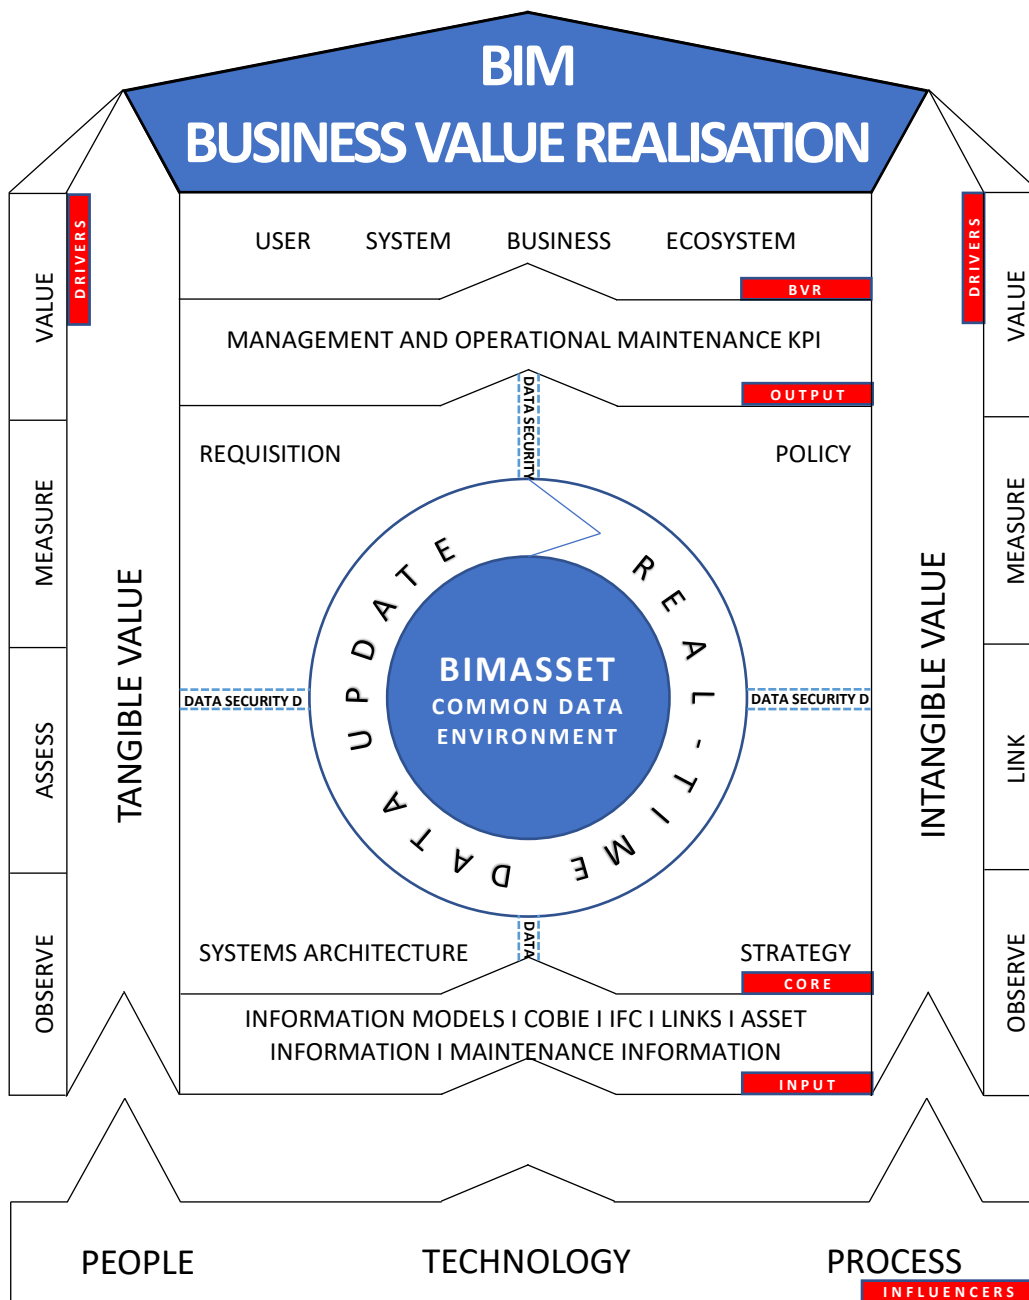 BIM
BUSINESS VALUE REALISATION
DRIVERS
DRIVERS
VALUE
VALUE
USER SYSTEM BUSINESS ECOSYSTEM
BVR
MANAGEMENT AND OPERATIONAL MAINTENANCE KPI
OUTPUT
DATA SECURITY
REQUISITION
POLICY
MEASURE
MEASURE
TANGIBLE VALUE
INTANGIBLE VALUE
REAL-TIME DATA UPDATE
BIMASSET
COMMON DATA
ENVIRONMENT
DATA SECURITY D
DATA SECURITY D
ASSESS
LINK
DATA
SYSTEMS ARCHITECTURE
STRATEGY
CORE
OBSERVE
OBSERVE
INFORMATION MODELS I COBIE I IFC I LINKS I ASSET
INFORMATION I MAINTENANCE INFORMATION
INPUT
PEOPLE
TECHNOLOGY
PROCESS
INFLUENCERS